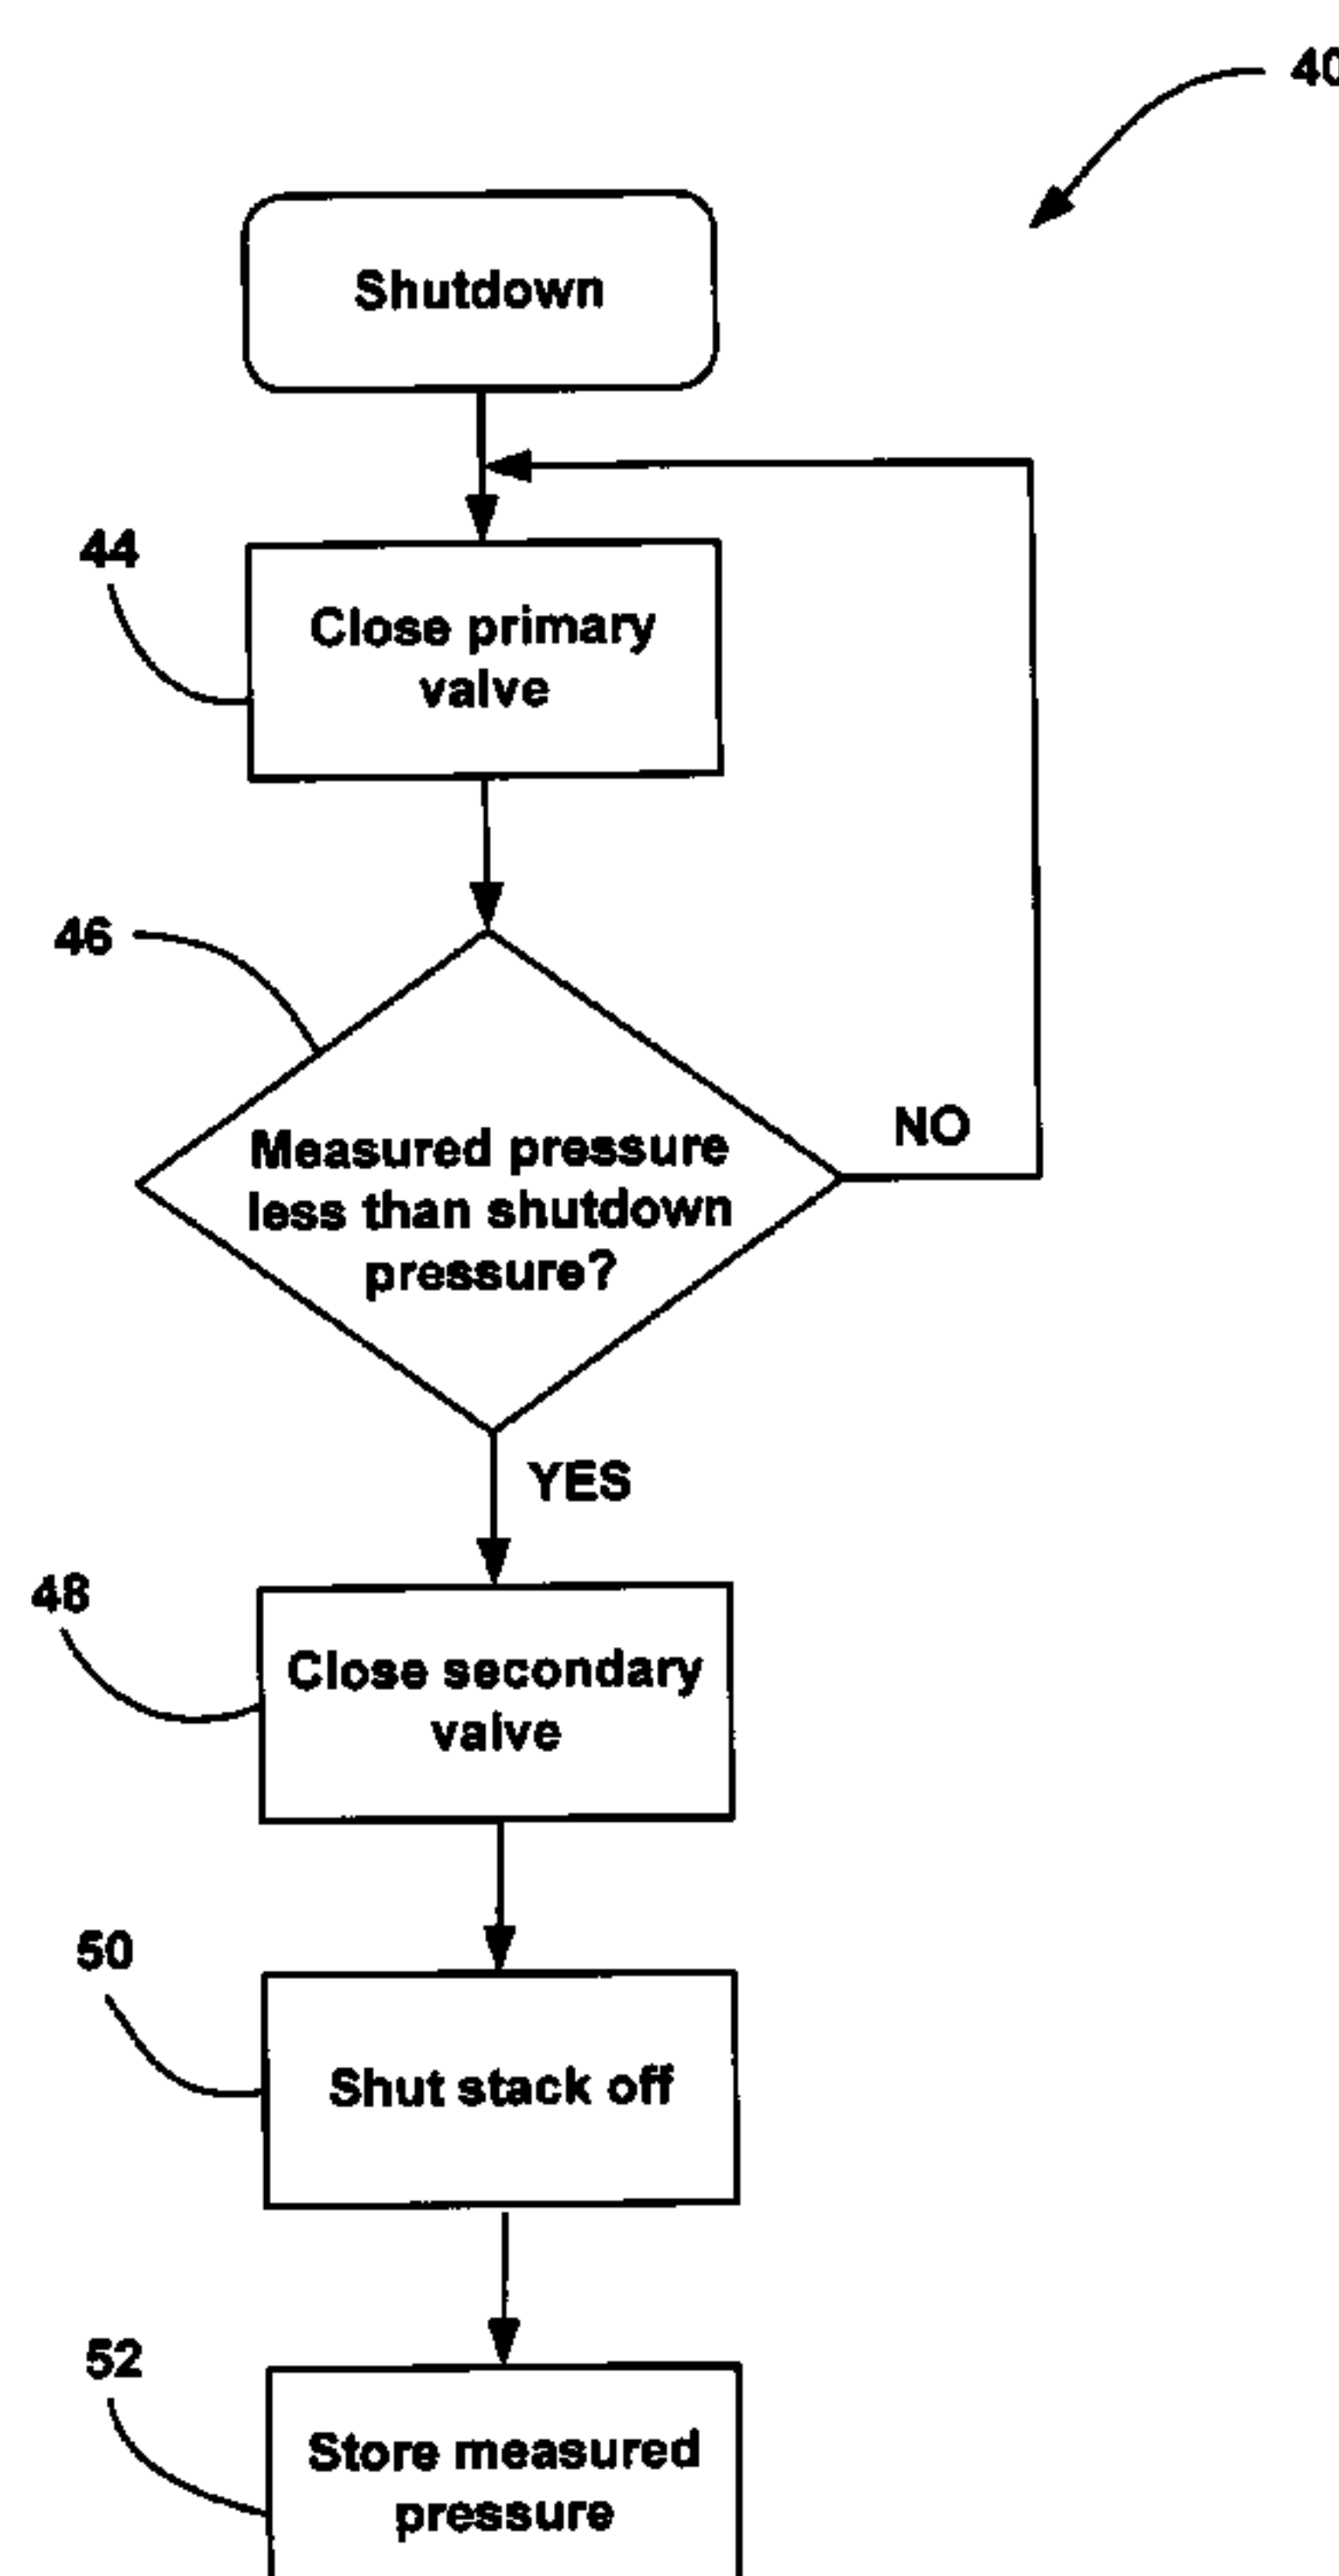 40
Shutdown
44
Close primary
valve
46
Measured pressure
less than shutdown
pressure?
NO
YES
48
Close secondary
valve
50
Shut stack off
52
Store measured
pressure